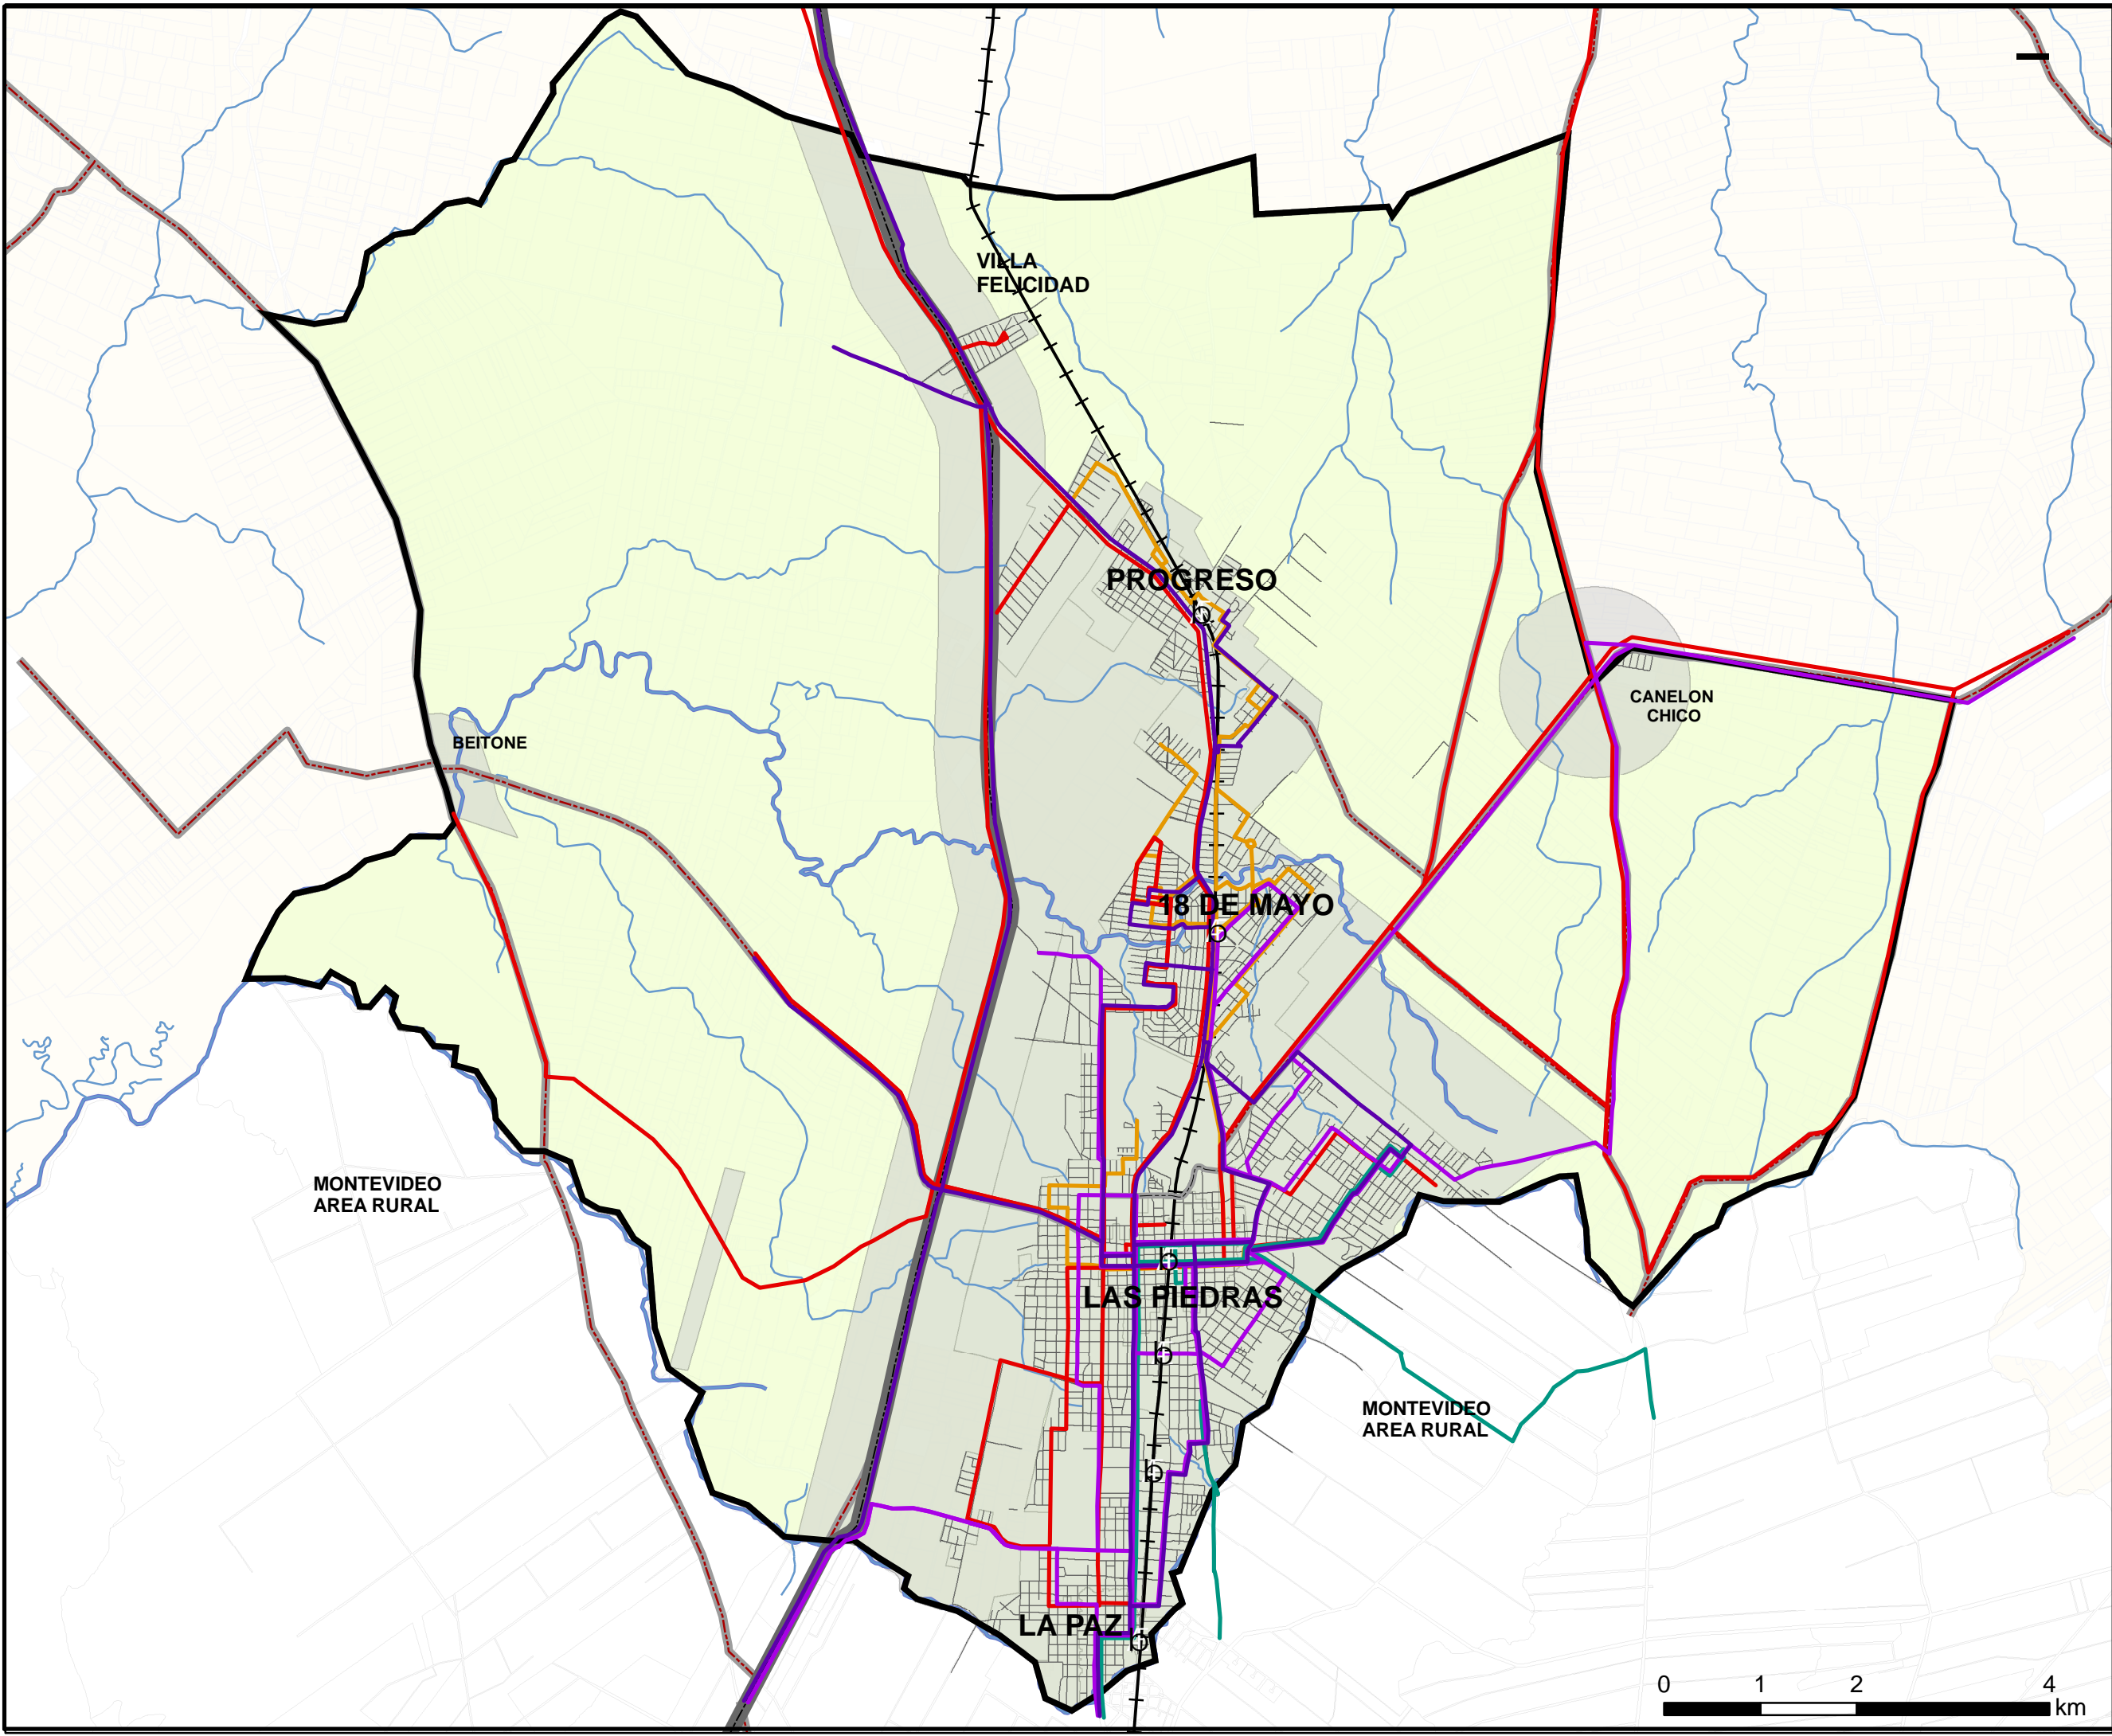 VILLA
FELICIDAD
PROGRESO
CANELON
CHICO
BEITONE
18 DE MAYO
MONTEVIDEO
AREA RURAL
LAS PIEDRAS
MONTEVIDEO
AREA RURAL
LA PAZ
0 1 2 4
km